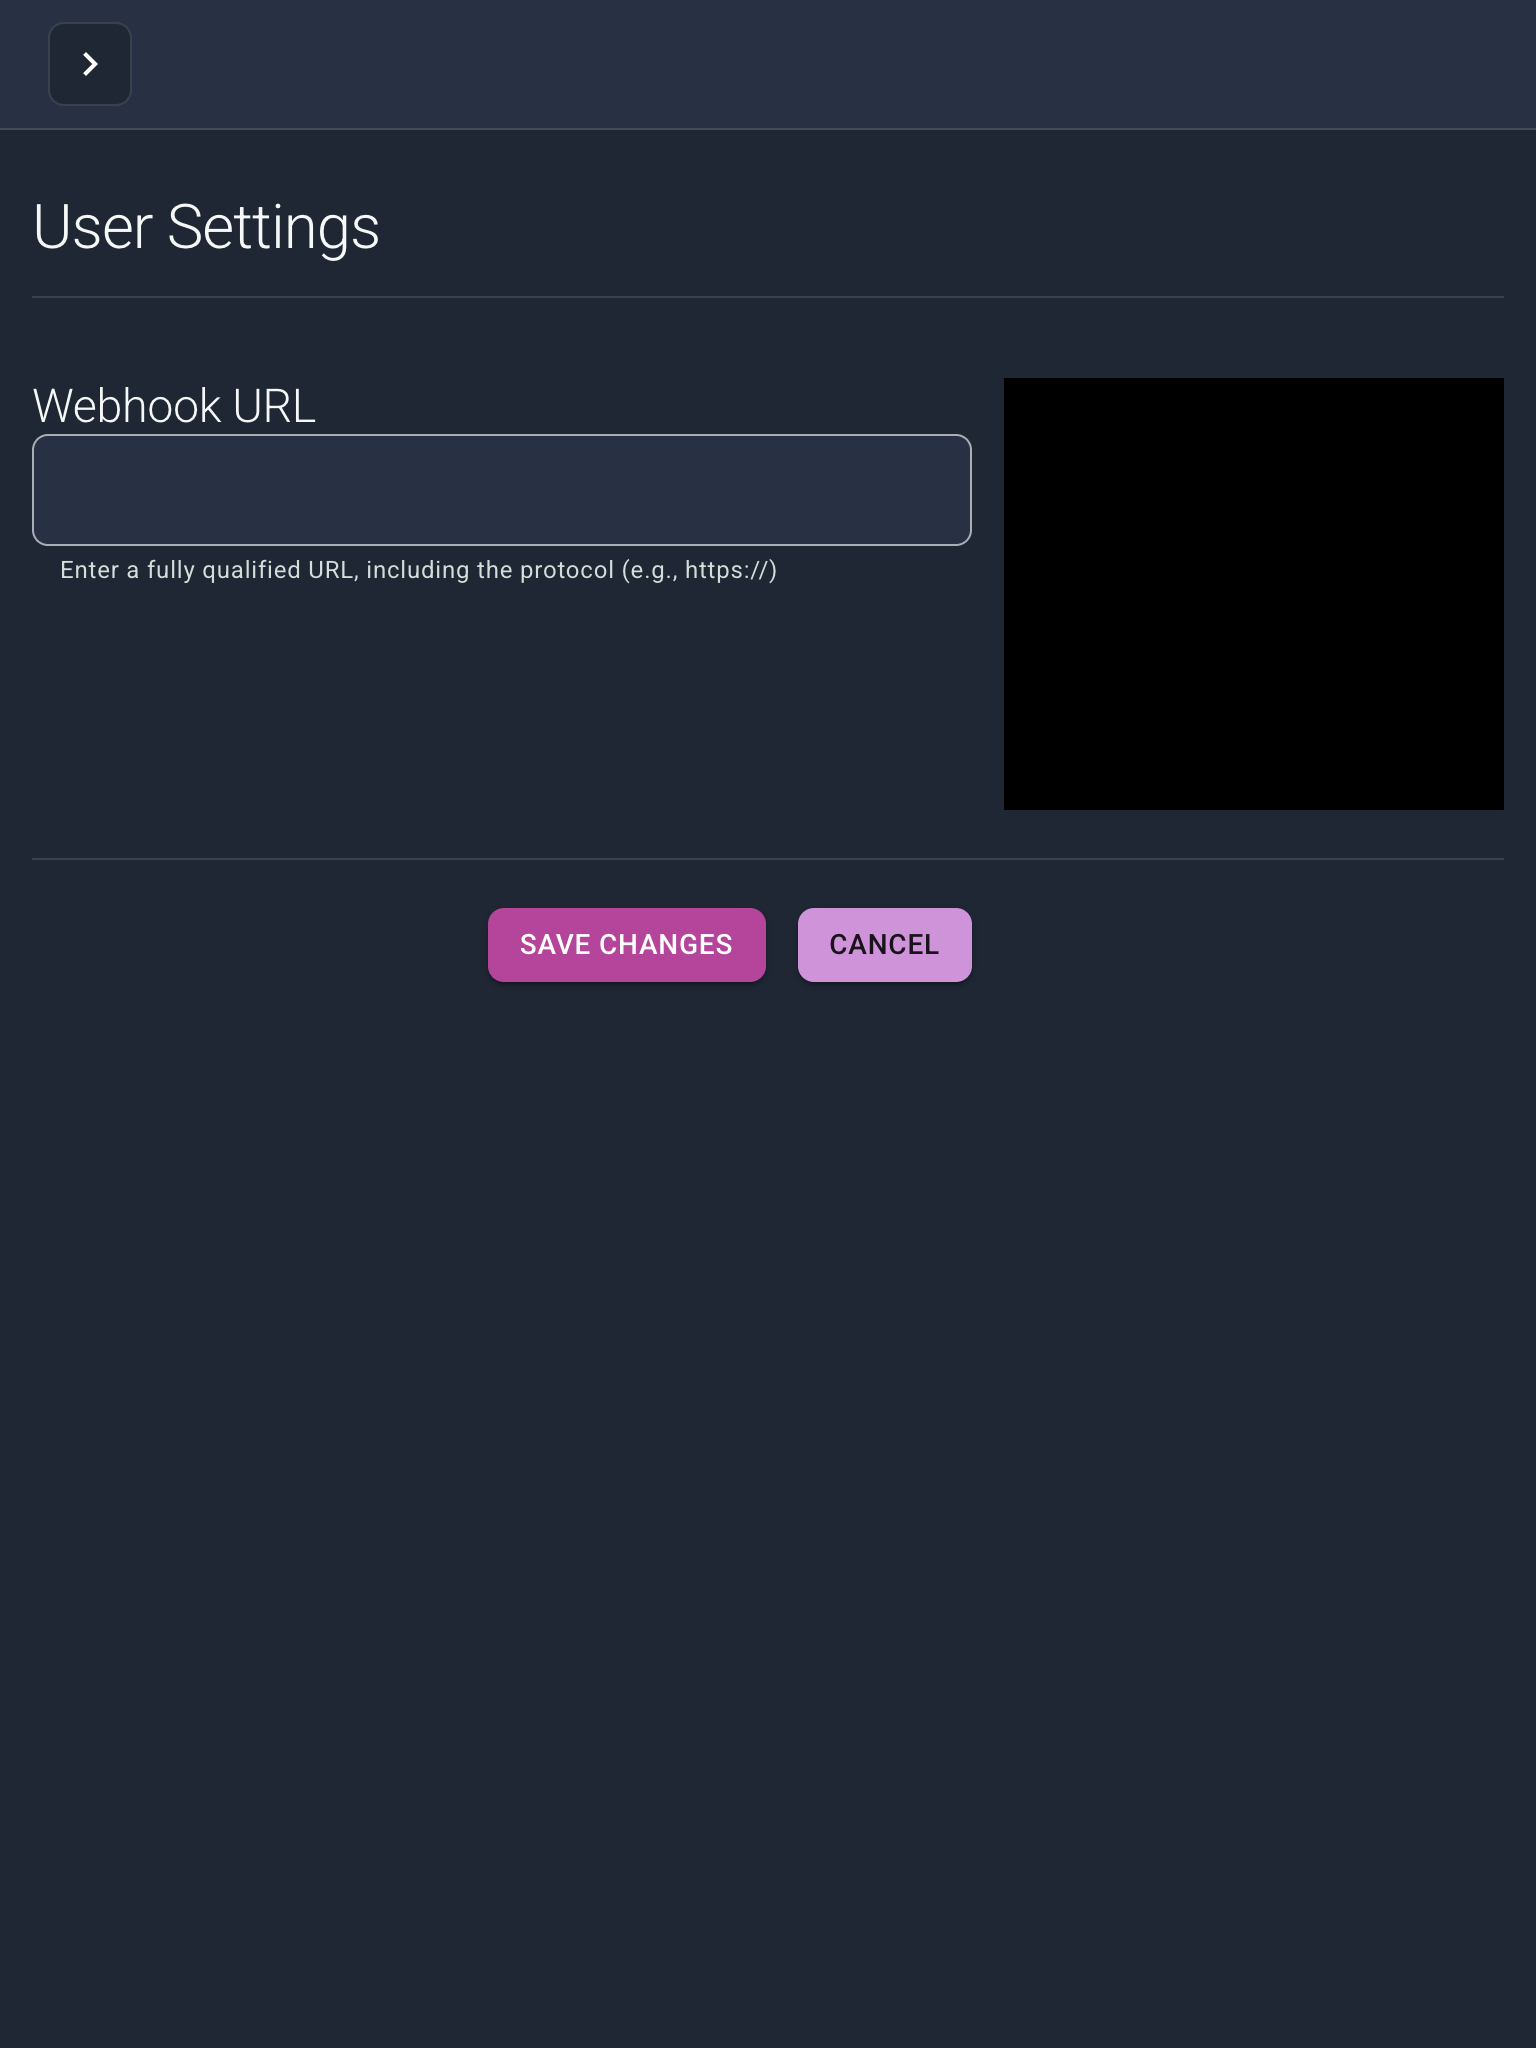 User Settings
Webhook URL
Enter a fully qualified URL, including the protocol (e.g., https://)
SAVE CHANGES
CANCEL